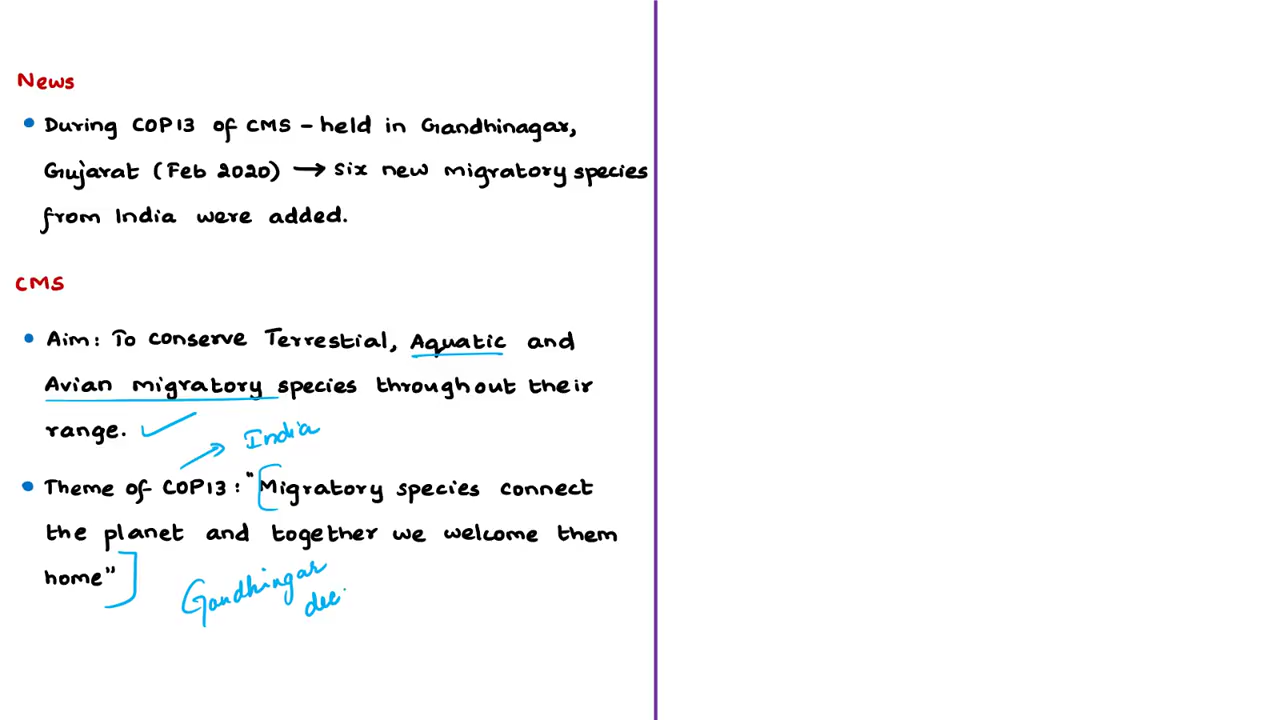 News
During COP13 of CMS - held in Gandhinagar,
Gujarat (Feb 2020) → Six new migratory species
from India were added.
CMS
Aim: To conserve Terrestial, Aquatic and
Avian migratory species throughout their
range.
India
Theme of COP13: "Migratory species connect
the planet and together we welcome them
home"
Gandhingar
dec.